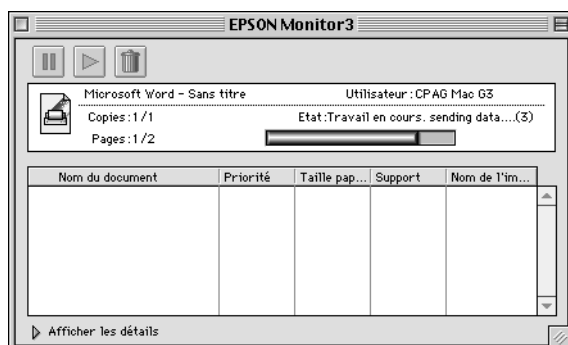 EPSON Monitor3
Microsoft Word - Sans titre Utilisateur : CPAG Mac G3
Copies : 1/1 Etat : Travail en cours. sending data....(3)
Pages : 1/2
Nom du document Priorité Taille pap... Support Nom de l'im...
Afficher les détails